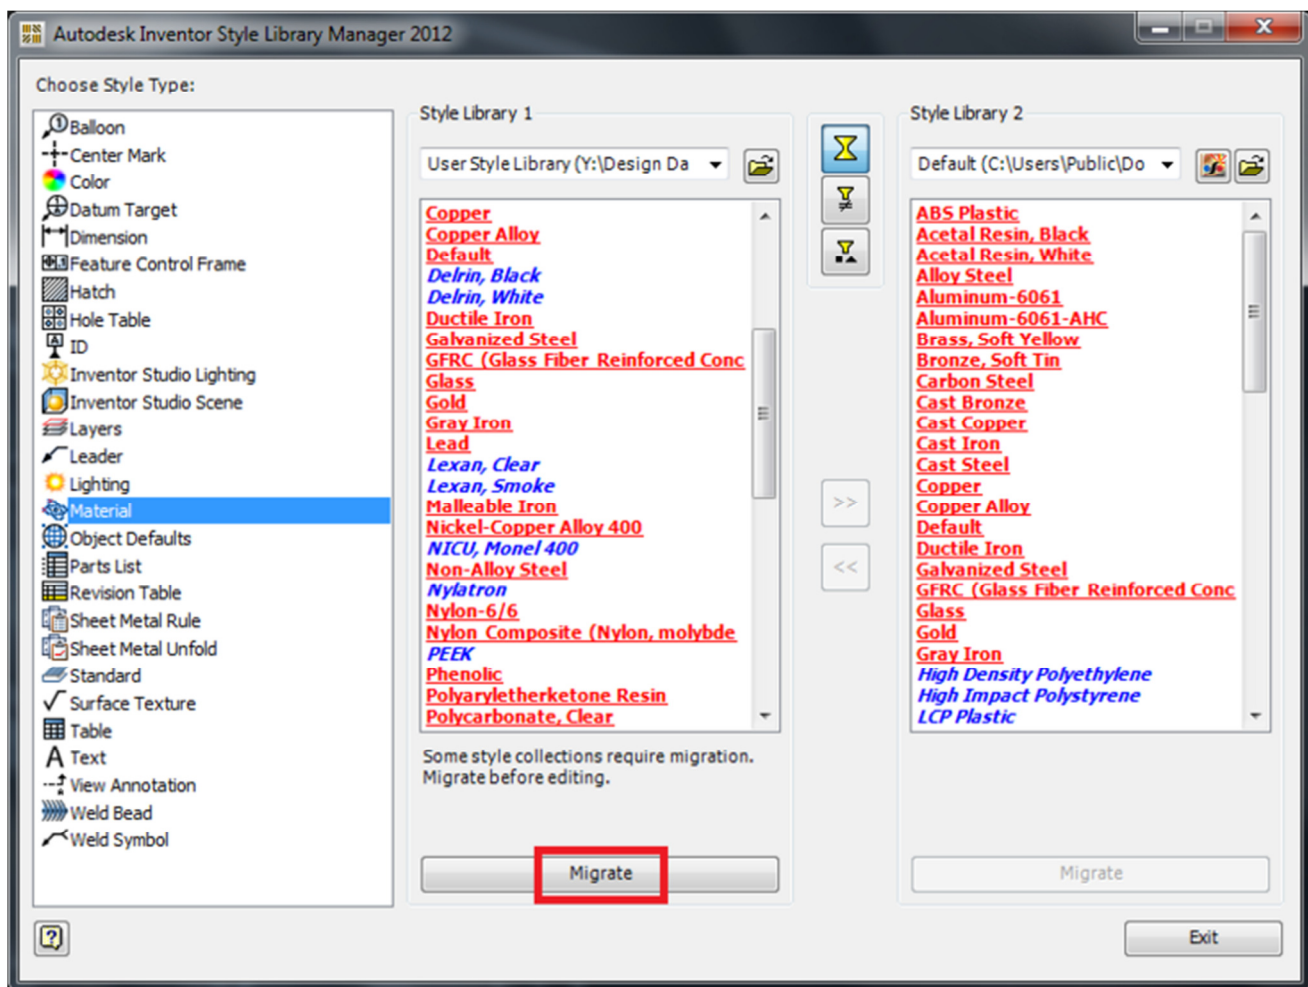 Autodesk Inventor Style Library Manager 2012
Choose Style Type:
Balloon
Center Mark
Color
Datum Target
Dimension
Feature Control Frame
Hatch
Hole Table
ID
Inventor Studio Lighting
Inventor Studio Scene
Layers
Leader
Lighting
Material
Object Defaults
Parts List
Revision Table
Sheet Metal Rule
Sheet Metal Unfold
Standard
Surface Texture
Table
Text
View Annotation
Weld Bead
Weld Symbol
Style Library 1
User Style Library (Y:\Design Da
Copper
Copper Alloy
Default
Delrin, Black
Delrin, White
Ductile Iron
Galvanized Steel
GFRC (Glass Fiber Reinforced Conc
Glass
Gold
Gray Iron
Lead
Lexan, Clear
Lexan, Smoke
Malleable Iron
Nickel-Copper Alloy 400
NICU, Monel 400
Non-Alloy Steel
Nylatron
Nylon-6/6
Nylon Composite (Nylon, molybde
PEEK
Phenolic
Polyaryletherketone Resin
Polycarbonate, Clear
Some style collections require migration.
Migrate before editing.
Migrate
>>
<<
Style Library 2
Default (C:\Users\Public\Do
ABS Plastic
Acetal Resin, Black
Acetal Resin, White
Alloy Steel
Aluminum-6061
Aluminum-6061-AHC
Brass, Soft Yellow
Bronze, Soft Tin
Carbon Steel
Cast Bronze
Cast Copper
Cast Iron
Cast Steel
Copper
Copper Alloy
Default
Ductile Iron
Galvanized Steel
GFRC (Glass Fiber Reinforced Conc
Glass
Gold
Gray Iron
High Density Polyethylene
High Impact Polystyrene
LCP Plastic
Migrate
Exit